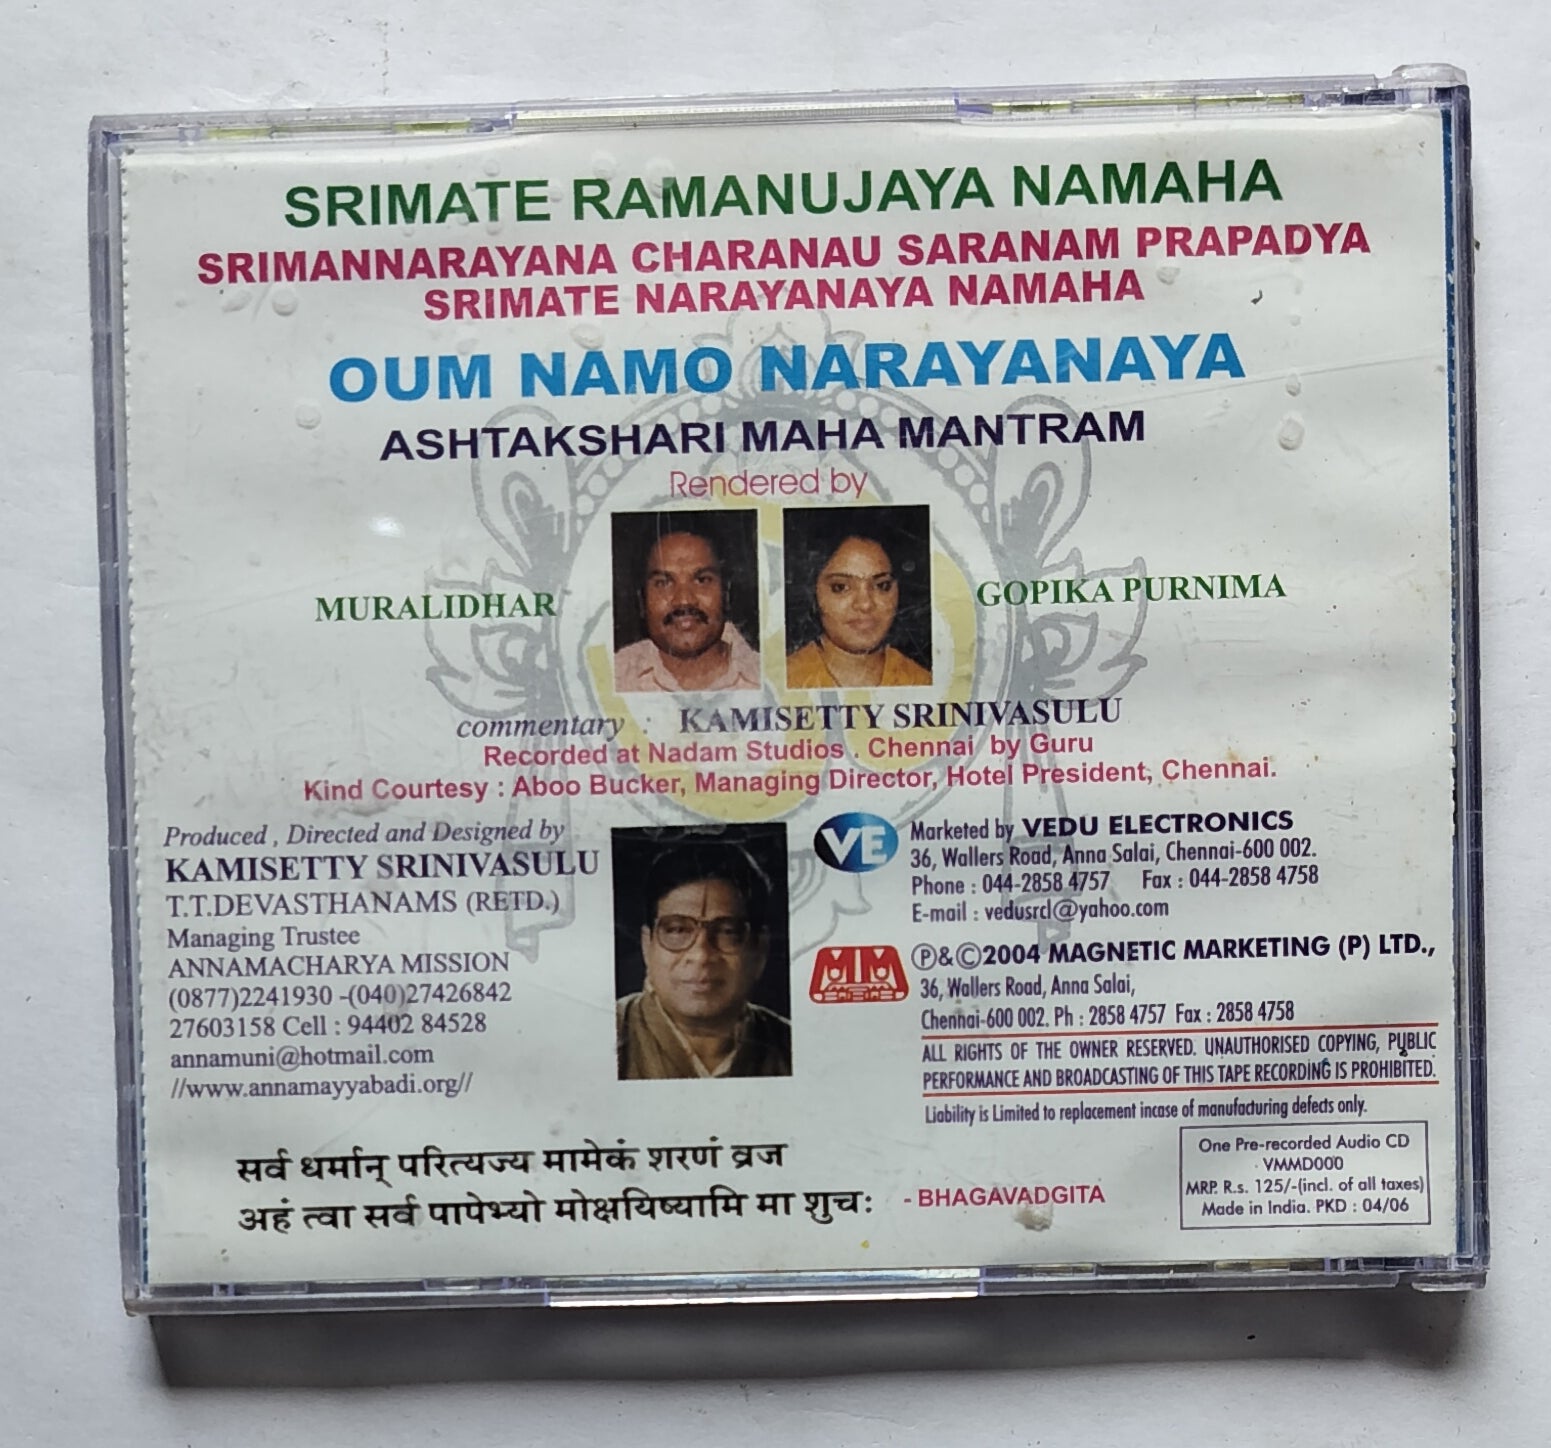 SRIMATE RAMANUJAYA NAMAHA
SRIMANNARAYANA CHARANAU SARANAM PRAPADYA
SRIMATE NARAYANAYA NAMAHA
OUM NAMO NARAYANAYA
ASHTAKSHARI MAHA MANTRAM
Rendered by
MURALIDHAR
GOPIKA PURNIMA
commentary : KAMISETTY SRINIVASULU
Recorded at Nadam Studios . Chennai by Guru
Kind Courtesy : Aboo Bucker, Managing Director, Hotel President, Chennai.
Produced , Directed and Designed by
KAMISETTY SRINIVASULU
T.T.DEVASTHANAMS (RETD.)
Managing Trustee
ANNAMACHARYA MISSION
(0877)2241930 -(040)27426842
27603158 Cell : 94402 84528
annamuni@hotmail.com
//www.annamayyabadi.org//
VE
Marketed by VEDU ELECTRONICS
36, Wallers Road, Anna Salai, Chennai-600 002.
Phone : 044-2858 4757 Fax : 044-2858 4758
E-mail : vedusrcl@yahoo.com
MM
Ⓟ&Ⓒ2004 MAGNETIC MARKETING (P) LTD.,
36, Wallers Road, Anna Salai,
Chennai-600 002. Ph : 2858 4757 Fax : 2858 4758
ALL RIGHTS OF THE OWNER RESERVED. UNAUTHORISED COPYING, PUBLIC
PERFORMANCE AND BROADCASTING OF THIS TAPE RECORDING IS PROHIBITED.
Liability is Limited to replacement incase of manufacturing defects only.
सर्व धर्मान् परित्यज्य मामेकं शरणं व्रज
अहं त्वा सर्व पापेभ्यो मोक्षयिष्यामि मा शुचः - BHAGAVADGITA
One Pre-recorded Audio CD
VMMD000
MRP. R.s. 125/-(incl. of all taxes)
Made in India. PKD : 04/06